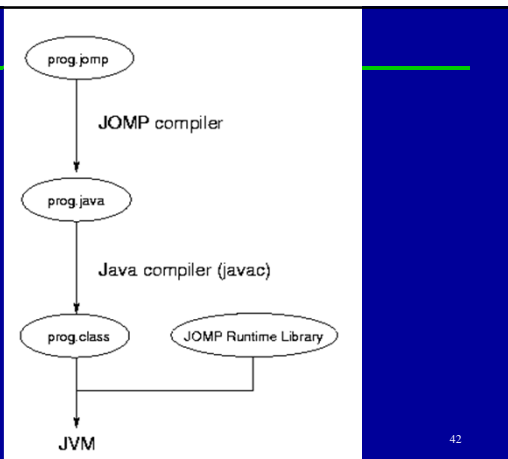 prog.jomp
JOMP compiler
prog.java
Java compiler (javac)
prog.class
JOMP Runtime Library
JVM
42